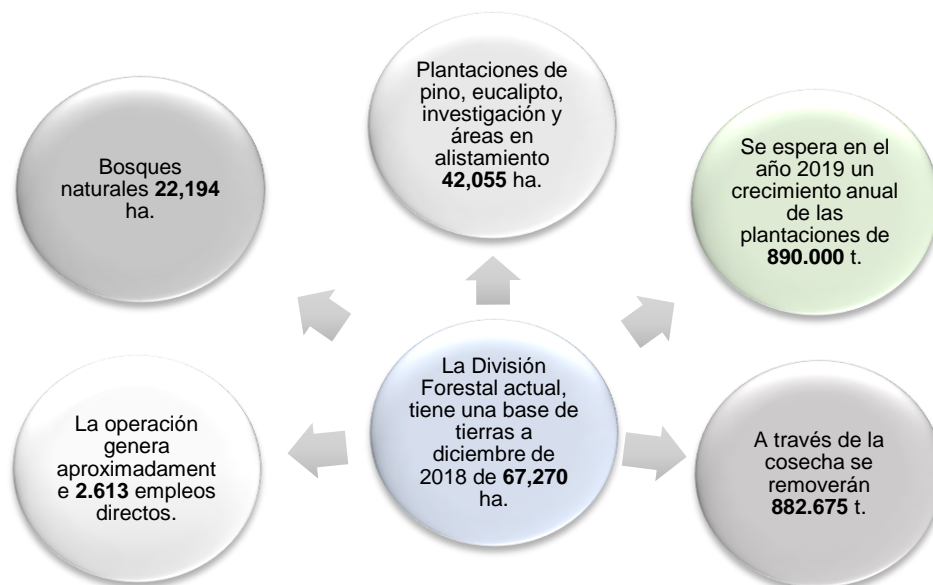 Plantaciones de
pino, eucalipto,
investigación y
áreas en
alistamiento
42,055 ha.
Bosques
naturales 22,194
ha.
Se espera en el
año 2019 un
crecimiento anual
de las
plantaciones de
890.000 t.
La División
Forestal actual,
tiene una base de
tierras a
diciembre de
2018 de 67,270
ha.
La operación
genera
aproximadament
e 2.613 empleos
directos.
A través de la
cosecha se
removerán
882.675 t.